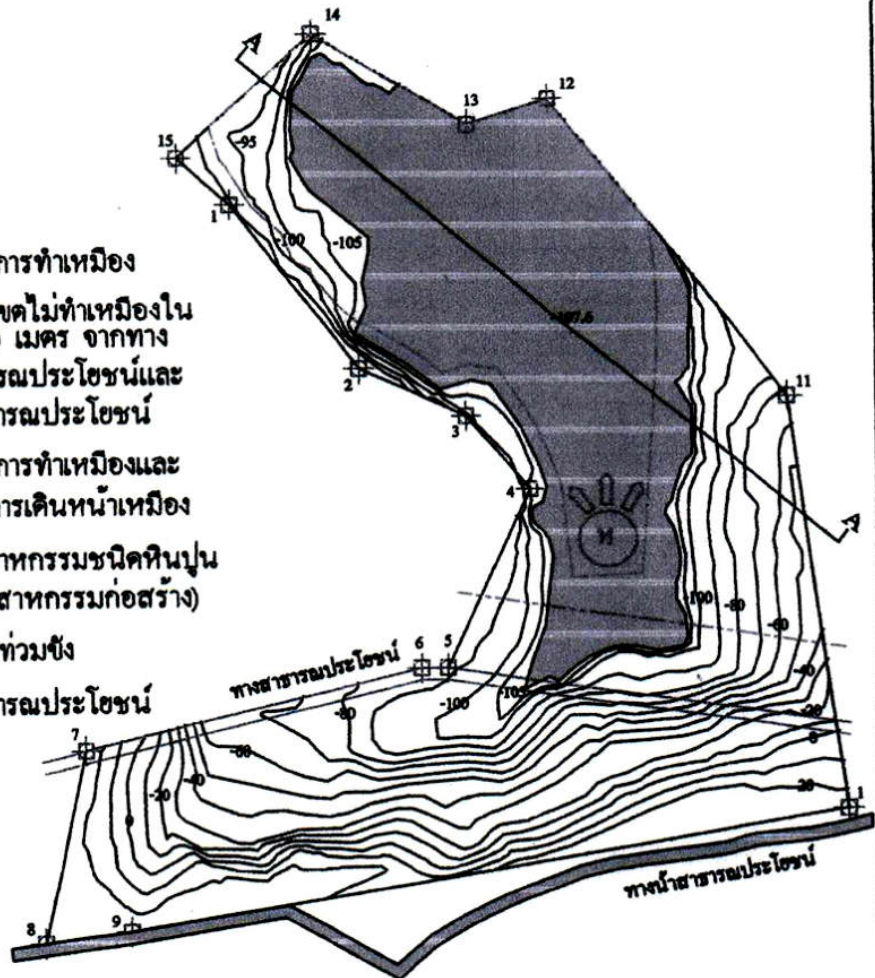 14
12
13
-95
15
1
-100
-105
การทำเหมือง
ขตไม่ทำเหมืองใน
เมตร จากทาง
รณประโยชน์และ
ารณประโยชน์
2
11
3
การทำเหมืองและ
การเดินหน้าเหมือง
4
N
าหกรรมชนิดหินปูน
สาหกรรมก่อสร้าง)
-100
-80
-60
ท่วมขัง
6
5
ทางสาธารณประโยชน์
-40
ารณประโยชน์
-105
-100
-80
-20
7
-60
0
-40
-20
20
0
1
ทางน้ำสาธารณประโยชน์
9
8
A
A